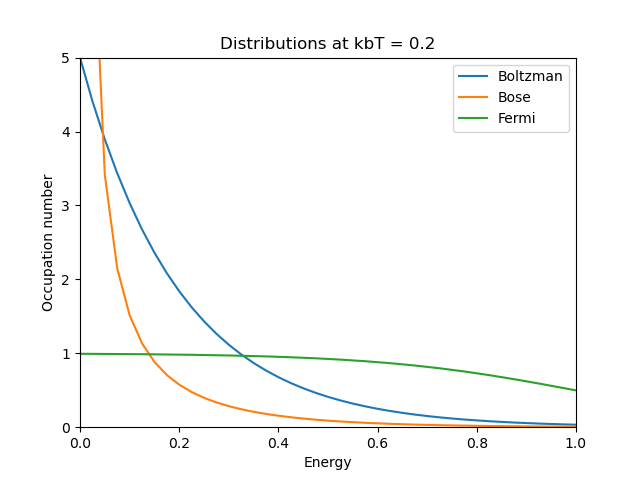 Distributions at kbT = 0.2
Boltzman
Bose
Fermi
Occupation number
5
4
3
2
1
0
0.0 0.2 0.4 0.6 0.8 1.0
Energy